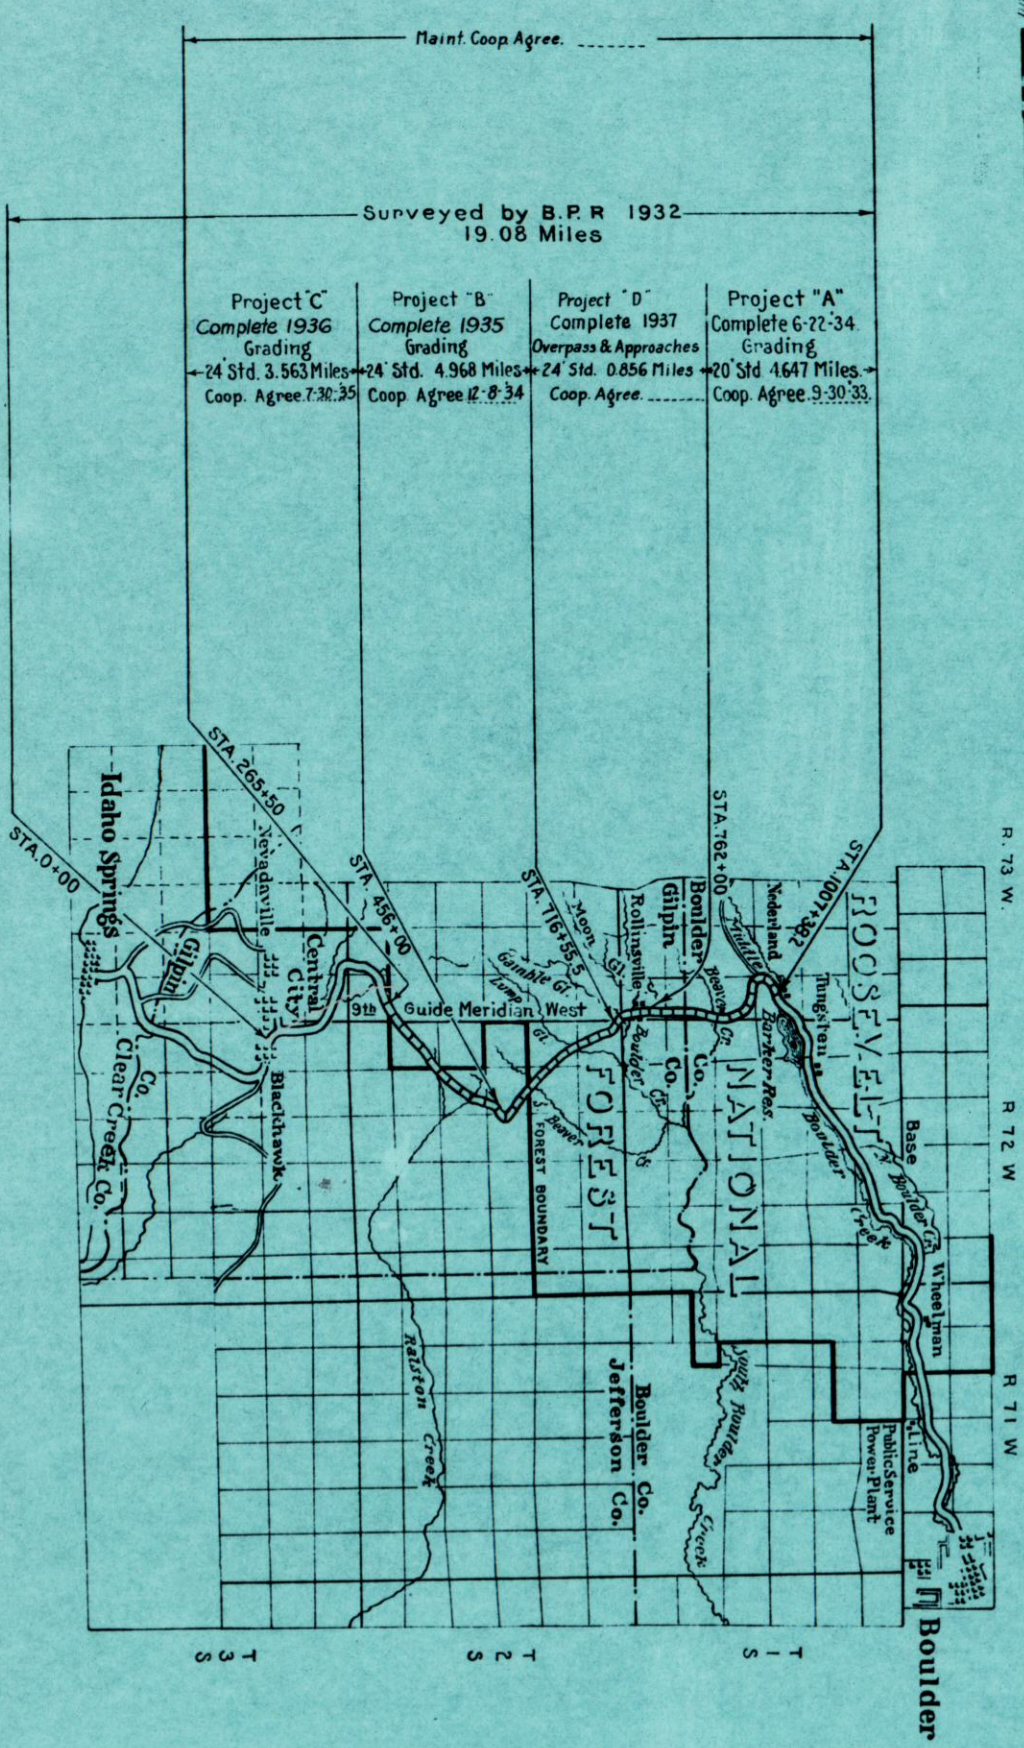 Maint. Coop. Agree.
Surveyed by B.P.R 1932
19.08 Miles
Project "C"
Complete 1936
Grading
24' Std. 3.563 Miles
Coop. Agree. 7-30-35
Project "B"
Complete 1935
Grading
24' Std. 4.968 Miles
Coop. Agree 12-8-34
Project "D"
Complete 1937
Overpass & Approaches
24' Std. 0.856 Miles
Coop. Agree.
Project "A"
Complete 6-22-34.
Grading
20' Std 4.647 Miles.
Coop. Agree. 9-30-33.
STA. 0+00
STA. 265+50
STA. 456+00
STA. 716+55.5
STA. 762+00
STA. 1007+38.2
R. 73 W.
R 72 W
R 71 W
T 3 S
T 2 S
T 1 S
Idaho Springs
Nevadaville
Central
City
Gilpin
Co.
Clear Creek Co.
Blackhawk
9th Guide Meridian West
Moon
Gl.
Gamble Gl.
Lump
Gl.
S. Beaver
Rollinsville
Boulder
Gilpin
Co.
Co.
Beaver
Cr.
Middle
Nederland
Barker Res.
Tungsten
Boulder
Creek
N. Boulder Cr.
ROOSEVELT
NATIONAL
FOREST
FOREST BOUNDARY
Base
Line
Wheelman
Public Service
Power Plant
Boulder
South Boulder
Creek
Boulder Co.
Jefferson Co.
Ralston
Creek